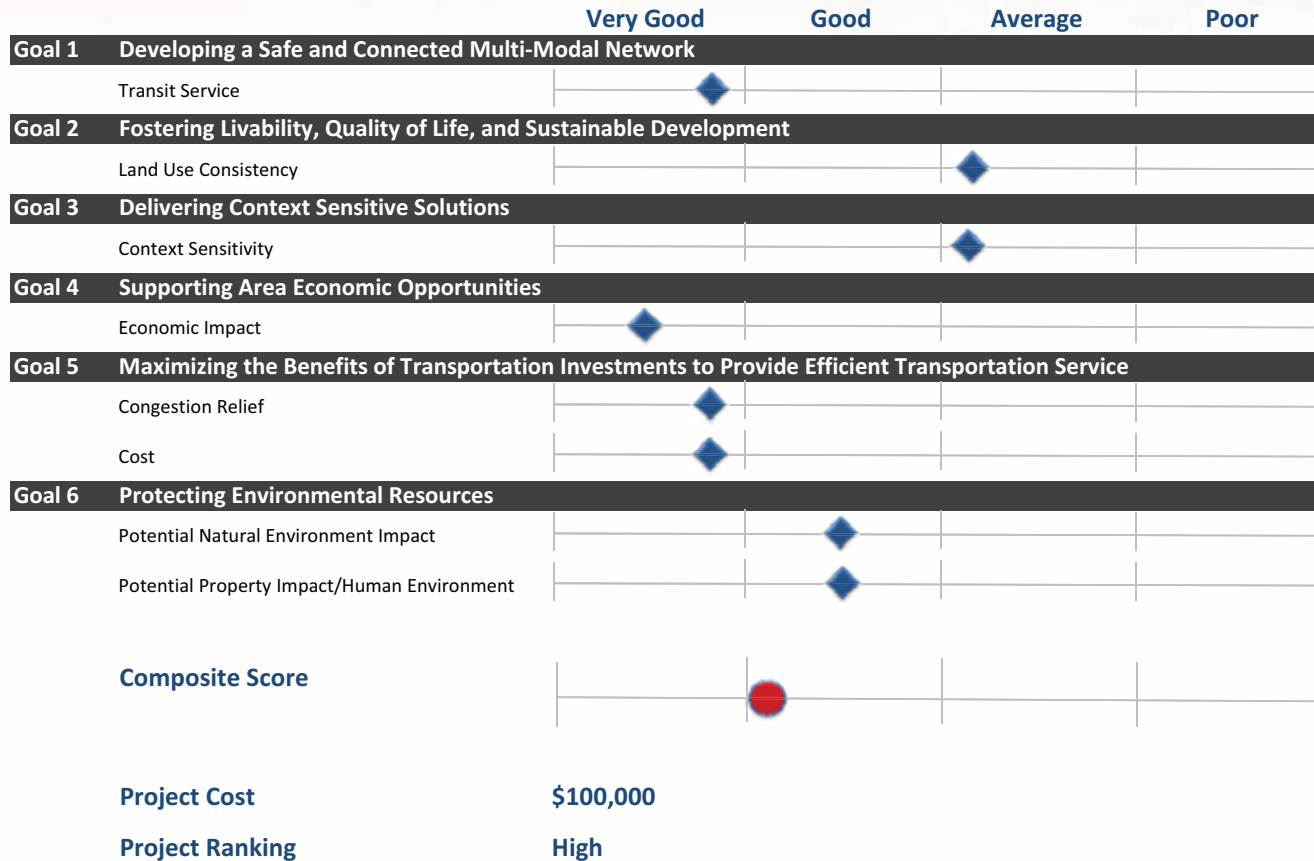 Very Good Good Average Poor
Goal 1 Developing a Safe and Connected Multi-Modal Network
Transit Service
Goal 2 Fostering Livability, Quality of Life, and Sustainable Development
Land Use Consistency
Goal 3 Delivering Context Sensitive Solutions
Context Sensitivity
Goal 4 Supporting Area Economic Opportunities
Economic Impact
Goal 5 Maximizing the Benefits of Transportation Investments to Provide Efficient Transportation Service
Congestion Relief
Cost
Goal 6 Protecting Environmental Resources
Potential Natural Environment Impact
Potential Property Impact/Human Environment
Composite Score
Project Cost $100,000
Project Ranking High